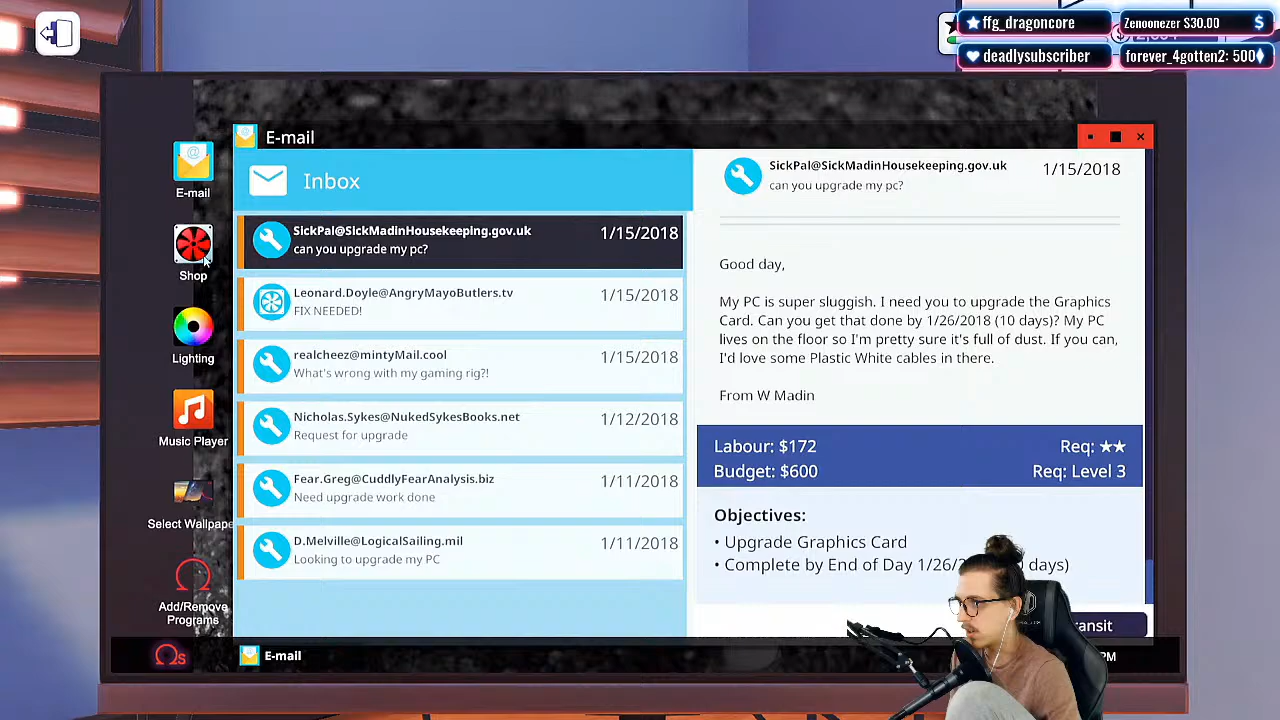 ffg_dragoncore
Zenoonezer $30.00
deadlysubscriber
forever_4gotten2: 500
E-mail
E-mail
Shop
Lighting
Music Player
Select Wallpape
Add/Remove
Programs
Inbox
SickPal@SickMadinHousekeeping.gov.uk
1/15/2018
can you upgrade my pc?
Leonard.Doyle@AngryMayoButlers.tv
1/15/2018
FIX NEEDED!
realcheez@mintyMail.cool
1/15/2018
What's wrong with my gaming rig?!
Nicholas.Sykes@NukedSykesBooks.net
1/12/2018
Request for upgrade
Fear.Greg@CuddlyFearAnalysis.biz
1/11/2018
Need upgrade work done
D.Melville@LogicalSailing.mil
1/11/2018
Looking to upgrade my PC
SickPal@SickMadinHousekeeping.gov.uk
1/15/2018
can you upgrade my pc?
Good day,
My PC is super sluggish. I need you to upgrade the Graphics
Card. Can you get that done by 1/26/2018 (10 days)? My PC
lives on the floor so I'm pretty sure it's full of dust. If you can,
I'd love some Plastic White cables in there.
From W Madin
Labour: $172
Req: ★★
Budget: $600
Req: Level 3
Objectives:
• Upgrade Graphics Card
• Complete by End of Day 1/26/2 days)
ransit
Ωs
E-mail
PM